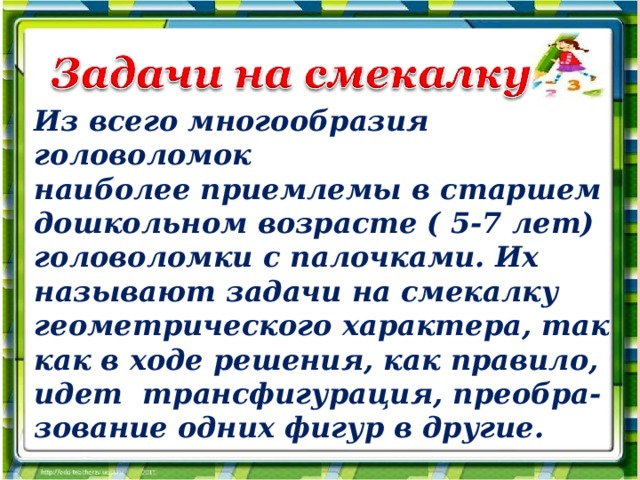 Задачи на смекалку
Из всего многообразия
головоломок
наиболее приемлемы в старшем
дошкольном возрасте ( 5-7 лет)
головоломки с палочками. Их
называют задачи на смекалку
геометрического характера, так
как в ходе решения, как правило,
идет трансфигурация, преобра-
зование одних фигур в другие.